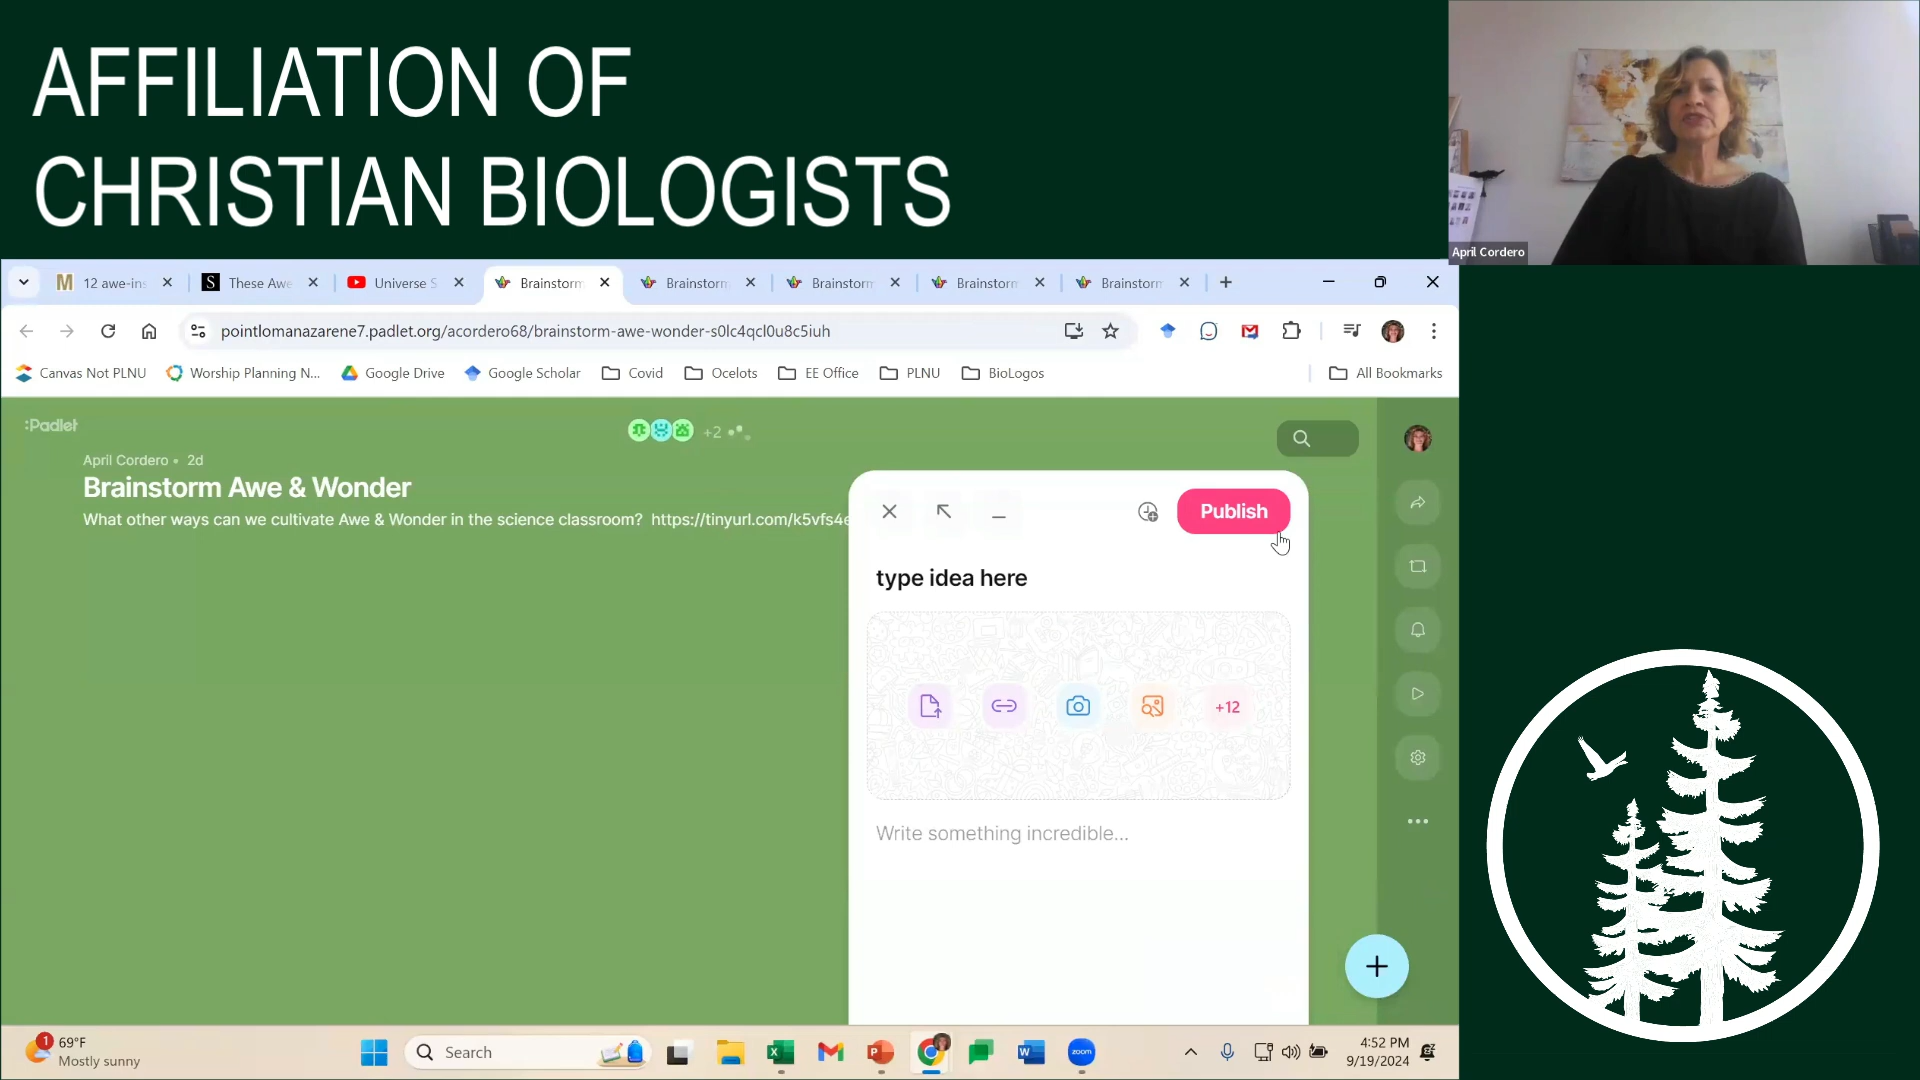 AFFILIATION OF
CHRISTIAN BIOLOGISTS
April Cordero
12 awe-ins
These Awe
Universe S
Brainstorm
Brainstorm
Brainstorm
Brainstorm
Brainstorm
pointlomanazarene7.padlet.org/acordero68/brainstorm-awe-wonder-s0lc4qcl0u8c5iuh
Canvas Not PLNU
Worship Planning N...
Google Drive
Google Scholar
Covid
Ocelots
EE Office
PLNU
BioLogos
All Bookmarks
:Padlet
+2
April Cordero • 2d
Brainstorm Awe & Wonder
What other ways can we cultivate Awe & Wonder in the science classroom? https://tinyurl.com/k5vfs4e
Publish
type idea here
+12
Write something incredible...
1
69°F
Mostly sunny
Search
zoom
4:52 PM
9/19/2024